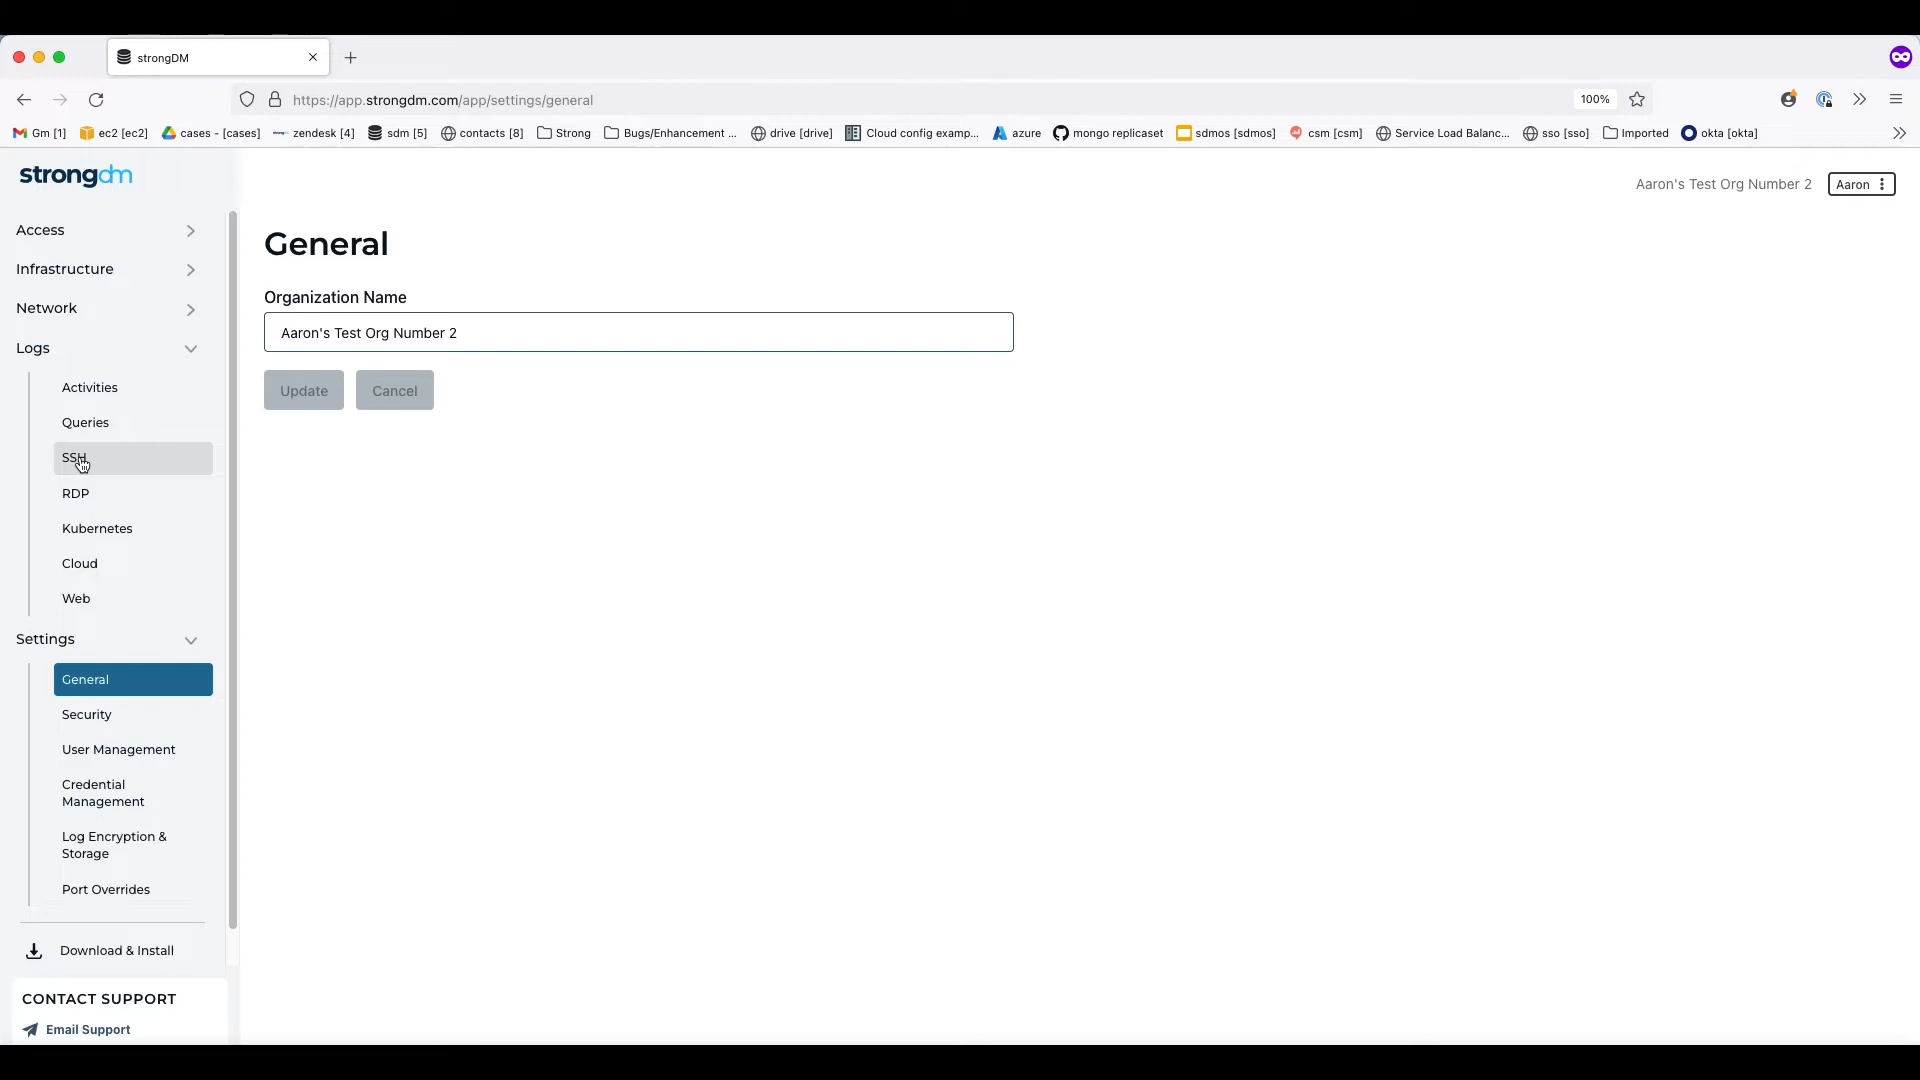 strongDM
https://app.strongdm.com/app/settings/general
100%
Gm [1]
ec2 [ec2]
cases - [cases]
zendesk [4]
sdm [5]
contacts [8]
Strong
Bugs/Enhancement ...
drive [drive]
Cloud config examp...
azure
mongo replicaset
sdmos [sdmos]
csm [csm]
Service Load Balanc...
sso [sso]
Imported
okta [okta]
strongdm
Aaron's Test Org Number 2
Aaron
Access
Infrastructure
Network
Logs
Activities
Queries
SSH
RDP
Kubernetes
Cloud
Web
Settings
General
Security
User Management
Credential
Management
Log Encryption &
Storage
Port Overrides
Download & Install
CONTACT SUPPORT
Email Support
General
Organization Name
Aaron's Test Org Number 2
Update
Cancel